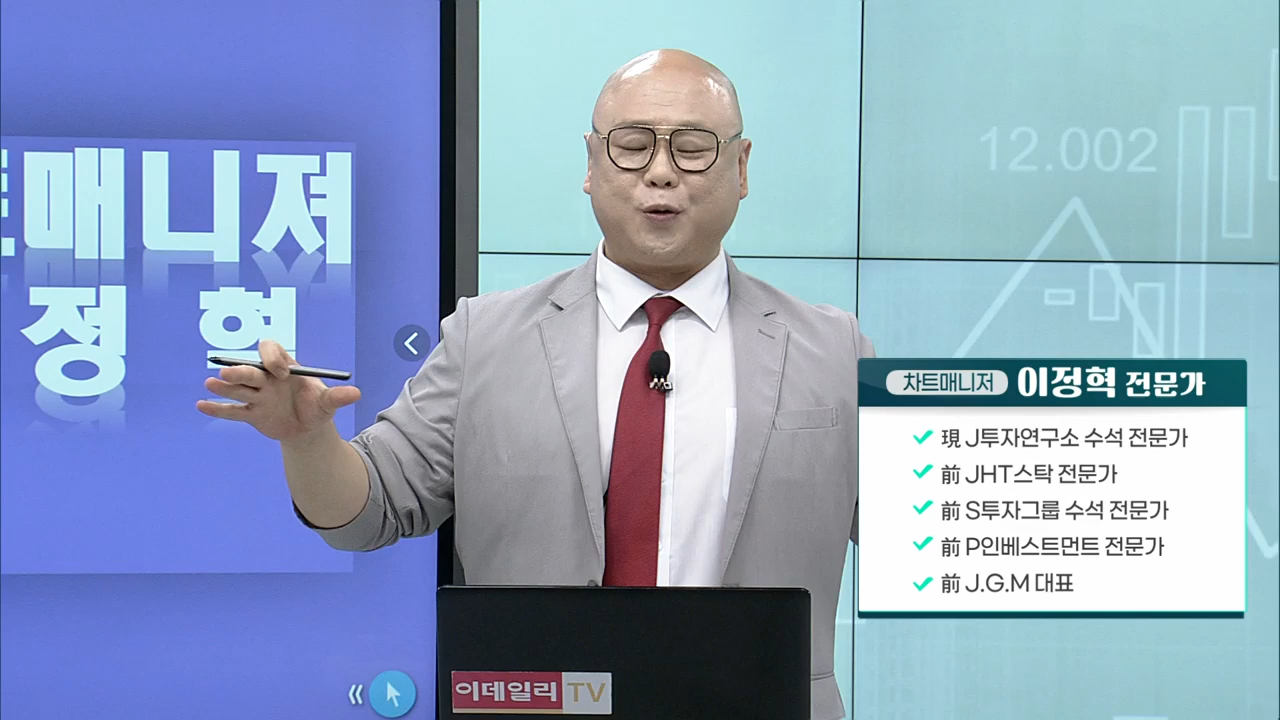 트매니져
정 혁
12.002
차트매니저 이정혁 전문가
現 J투자연구소 수석 전문가
前 JHT스탁 전문가
前 S투자그룹 수석 전문가
前 P인베스트먼트 전문가
前 J.G.M 대표
이데일리 TV